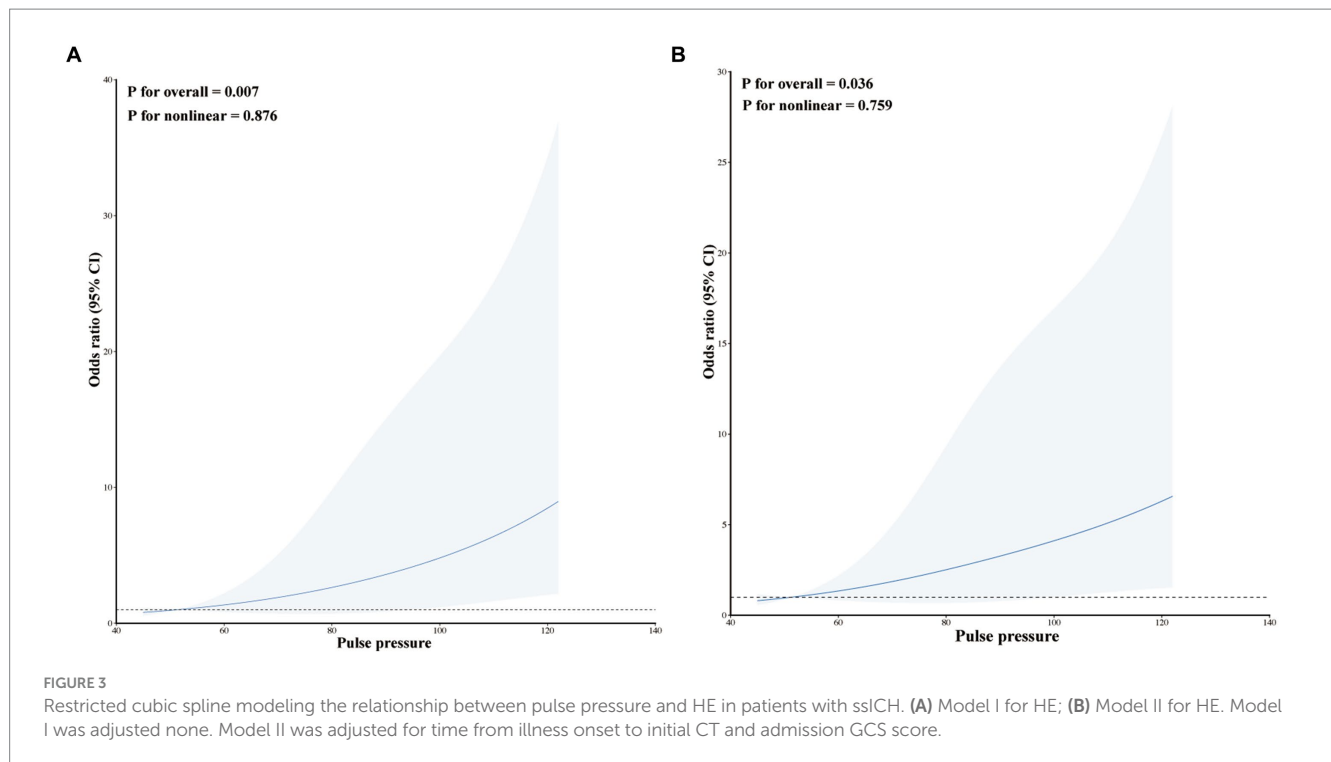 A
P for overall = 0.007
P for nonlinear = 0.876
Odds ratio (95% CI)
40
30
20
10
0
40
60
80
100
120
140
Pulse pressure
B
P for overall = 0.036
P for nonlinear = 0.759
Odds ratio (95% CI)
30
25
20
15
10
5
0
40
60
80
100
120
140
Pulse pressure
FIGURE 3
Restricted cubic spline modeling the relationship between pulse pressure and HE in patients with ssICH. (A) Model I for HE; (B) Model II for HE. Model
I was adjusted none. Model II was adjusted for time from illness onset to initial CT and admission GCS score.